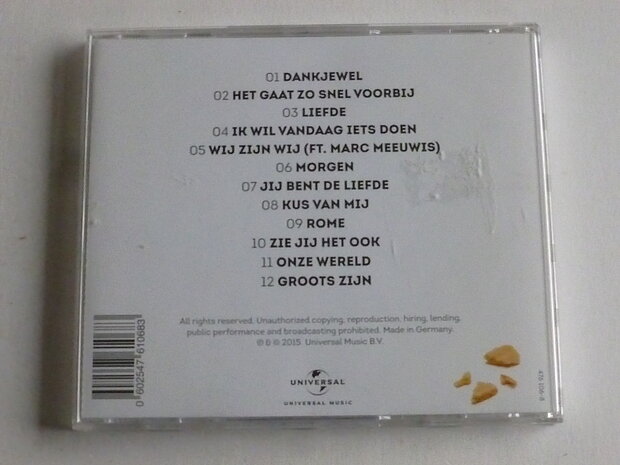 01 DANKJEWEL
02 HET GAAT ZO SNEL VOORBIJ
03 LIEFDE
04 IK WIL VANDAAG IETS DOEN
05 WIJ ZIJN WIJ (FT. MARC MEEUWIS)
06 MORGEN
07 JIJ BENT DE LIEFDE
08 KUS VAN MIJ
09 ROME
10 ZIE JIJ HET OOK
11 ONZE WERELD
12 GROOTS ZIJN
All rights reserved. Unauthorized copying, reproduction, hiring, lending,
public performance and broadcasting prohibited. Made in Germany.
℗ & © 2015. Universal Music B.V.
UNIVERSAL
UNIVERSAL MUSIC
0 602547 610683